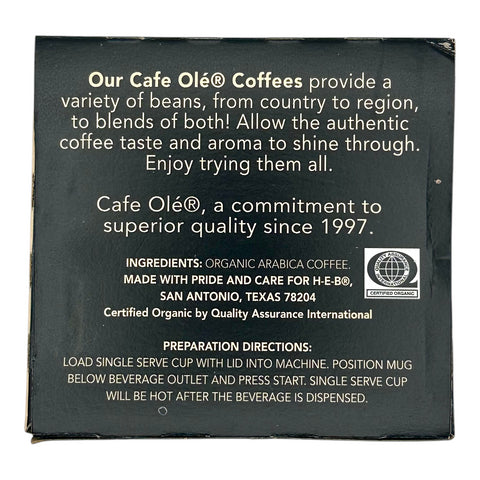 Our Cafe Olé® Coffees provide a
variety of beans, from country to region,
to blends of both! Allow the authentic
coffee taste and aroma to shine through.
Enjoy trying them all.
Cafe Olé®, a commitment to
superior quality since 1997.
INGREDIENTS: ORGANIC ARABICA COFFEE.
MADE WITH PRIDE AND CARE FOR H-E-B®,
SAN ANTONIO, TEXAS 78204
Certified Organic by Quality Assurance International
QUALITY ASSURANCE
INTERNATIONAL
CERTIFIED ORGANIC
PREPARATION DIRECTIONS:
LOAD SINGLE SERVE CUP WITH LID INTO MACHINE. POSITION MUG
BELOW BEVERAGE OUTLET AND PRESS START. SINGLE SERVE CUP
WILL BE HOT AFTER THE BEVERAGE IS DISPENSED.